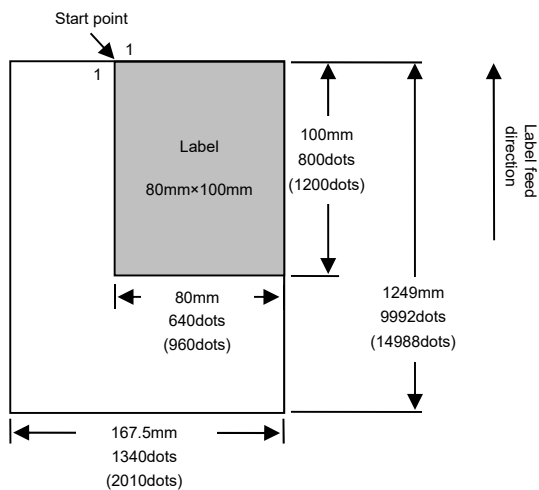 Start point
1
1
Label
80mm×100mm
100mm
800dots
(1200dots)
Label feed
direction
80mm
640dots
(960dots)
1249mm
9992dots
(14988dots)
167.5mm
1340dots
(2010dots)